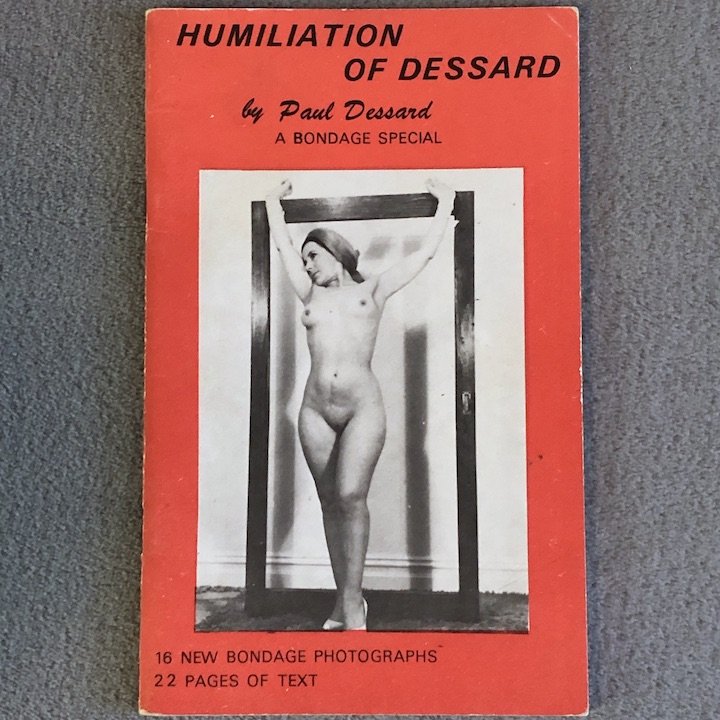 HUMILIATION
OF DESSARD
by Paul Dessard
A BONDAGE SPECIAL
16 NEW BONDAGE PHOTOGRAPHS
22 PAGES OF TEXT